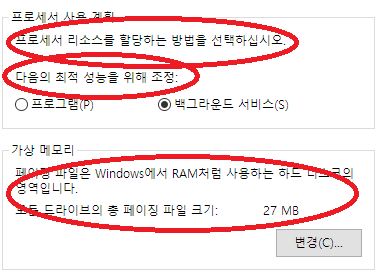 프로세서 사용 계획
프로세서 리소스를 할당하는 방법을 선택하십시오.
다음의 최적 성능을 위해 조정:
프로그램(P)
백그라운드 서비스(S)
가상 메모리
페이징 파일은 Windows에서 RAM처럼 사용하는 하드 디스크의
영역입니다.
모든 드라이브의 총 페이징 파일 크기: 27 MB
변경(C)...